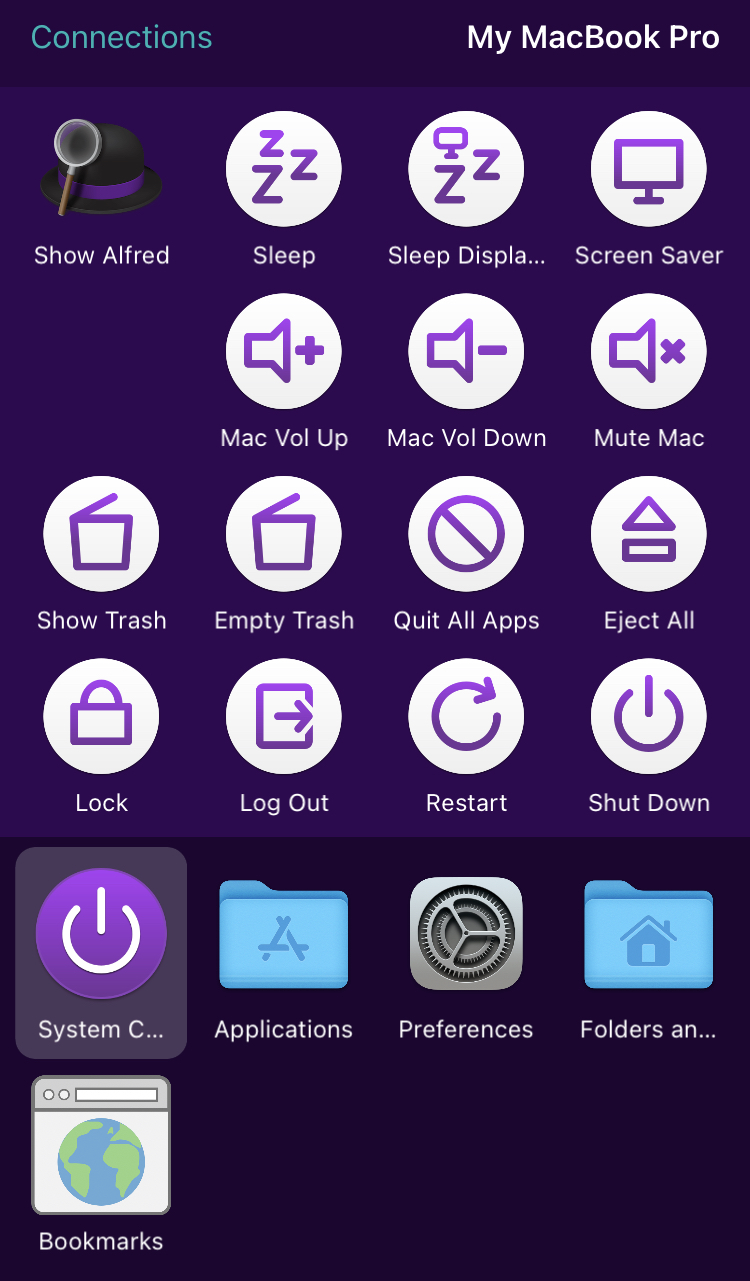 Connections
My MacBook Pro
Show Alfred
Sleep
Sleep Displa...
Screen Saver
Mac Vol Up
Mac Vol Down
Mute Mac
Show Trash
Empty Trash
Quit All Apps
Eject All
Lock
Log Out
Restart
Shut Down
System C...
Applications
Preferences
Folders an...
Bookmarks